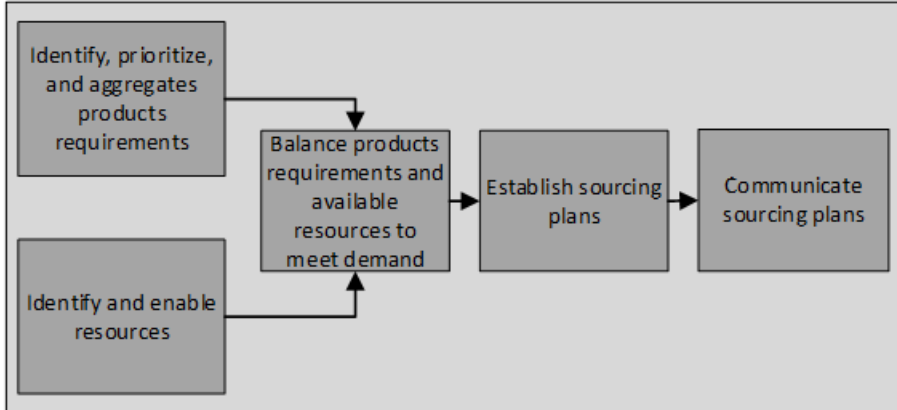 Identify, prioritize,
and aggregates
products
requirements
Identify and enable
resources
Balance products
requirements and
available
resources to
meet demand
Establish sourcing
plans
Communicate
sourcing plans